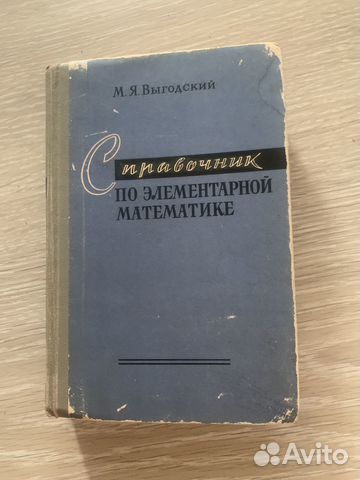 М. Я. Выгодский
Справочник
ПО ЭЛЕМЕНТАРНОЙ
МАТЕМАТИКЕ
Avito